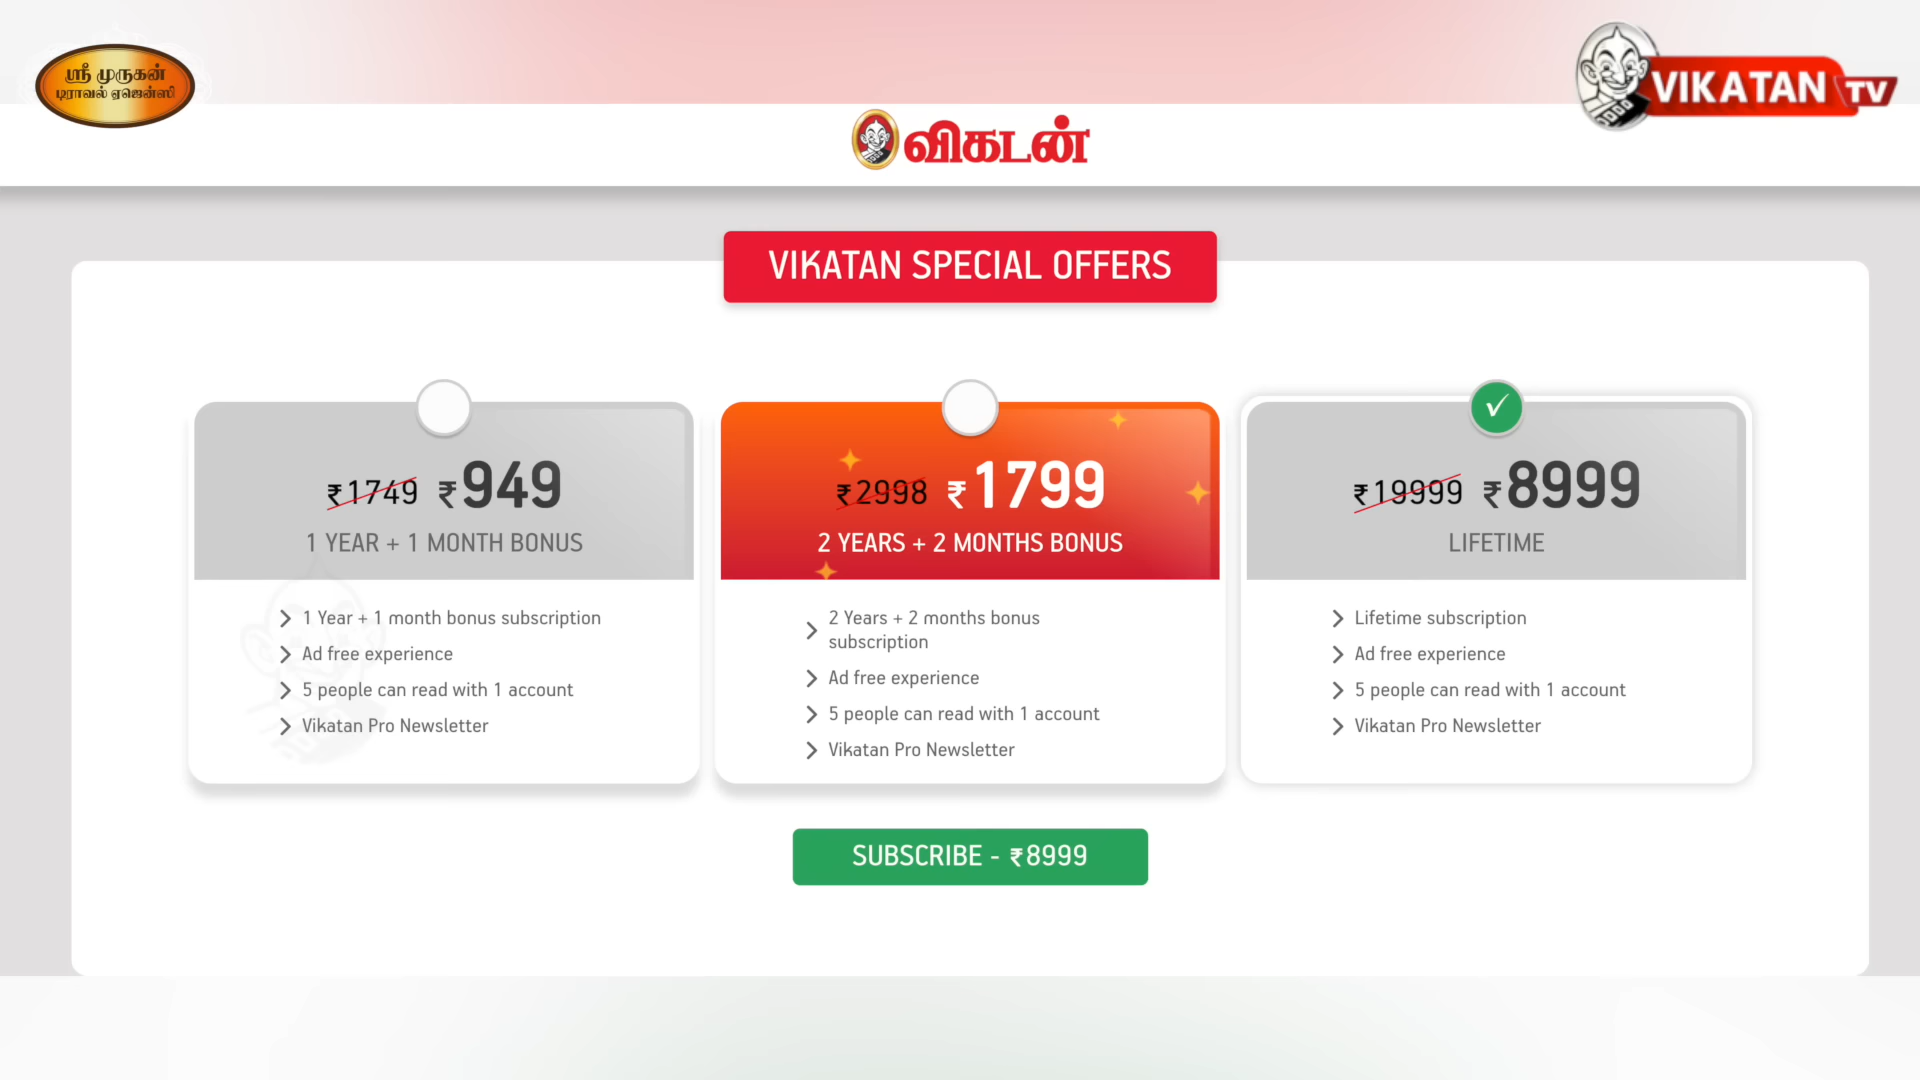 ஸ்ரீ முருகன்
டிராவல் ஏஜென்ஸி
VIKATAN TV
விகடன்
VIKATAN SPECIAL OFFERS
₹1749 ₹949
1 YEAR + 1 MONTH BONUS
1 Year + 1 month bonus subscription
Ad free experience
5 people can read with 1 account
Vikatan Pro Newsletter
₹2998 ₹1799
2 YEARS + 2 MONTHS BONUS
2 Years + 2 months bonus
subscription
Ad free experience
5 people can read with 1 account
Vikatan Pro Newsletter
₹19999 ₹8999
LIFETIME
Lifetime subscription
Ad free experience
5 people can read with 1 account
Vikatan Pro Newsletter
SUBSCRIBE - ₹8999